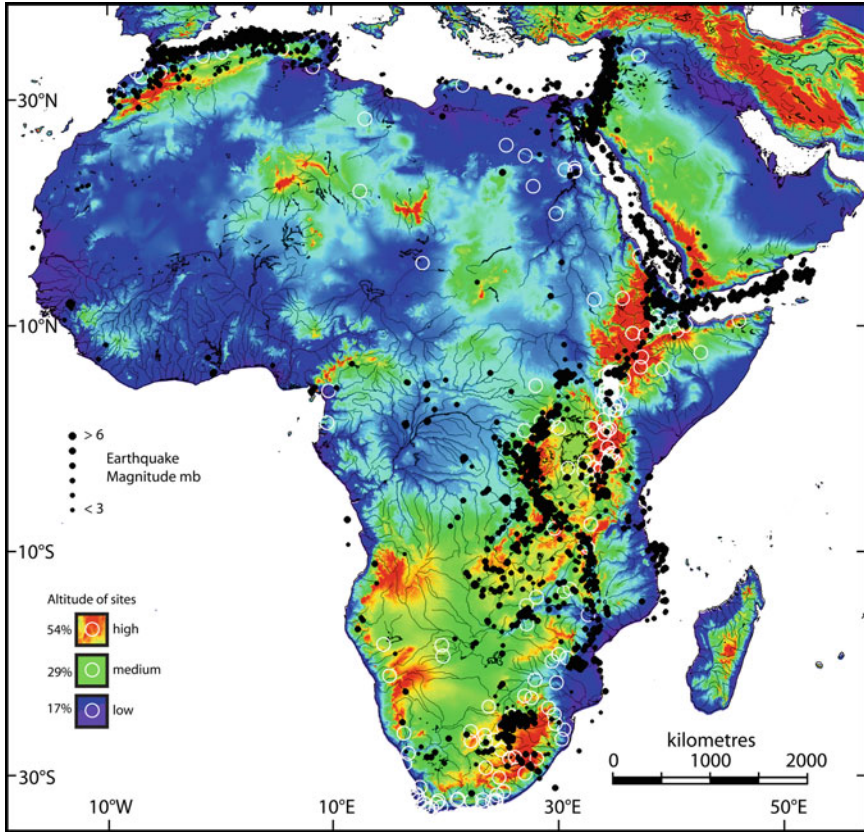 30°N
10°N
> 6
Earthquake
Magnitude mb
< 3
10°S
Altitude of sites
54% high
29% medium
17% low
kilometres
0 1000 2000
30°S
10°W 10°E 30°E 50°E